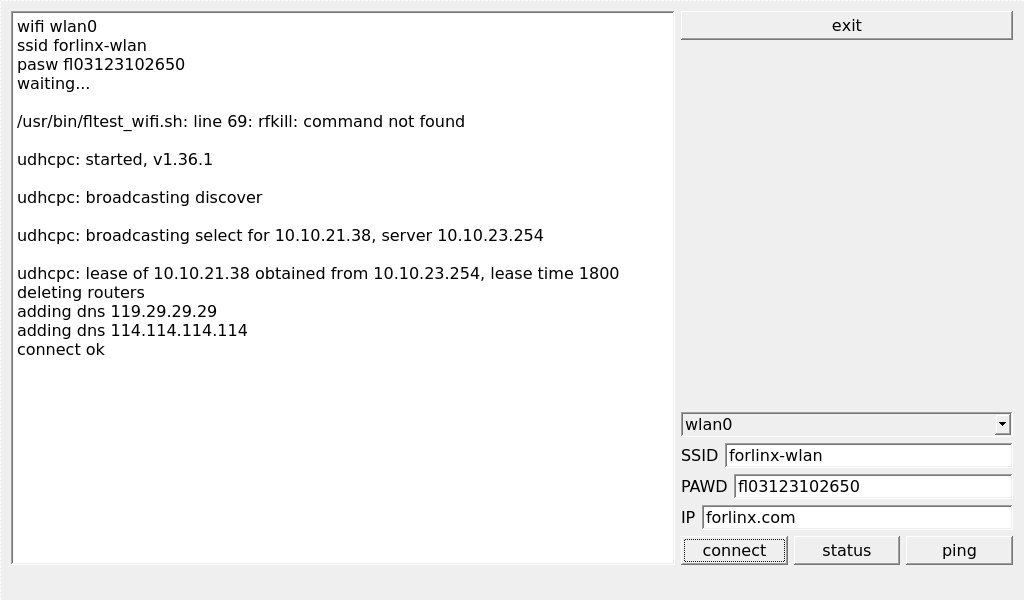 wifi wlan0
ssid forlinx-wlan
pasw fl03123102650
waiting...
/usr/bin/fltest_wifi.sh: line 69: rfkill: command not found
udhcpc: started, v1.36.1
udhcpc: broadcasting discover
udhcpc: broadcasting select for 10.10.21.38, server 10.10.23.254
udhcpc: lease of 10.10.21.38 obtained from 10.10.23.254, lease time 1800
deleting routers
adding dns 119.29.29.29
adding dns 114.114.114.114
connect ok
exit
wlan0
SSID forlinx-wlan
PAWD fl03123102650
IP forlinx.com
connect status ping